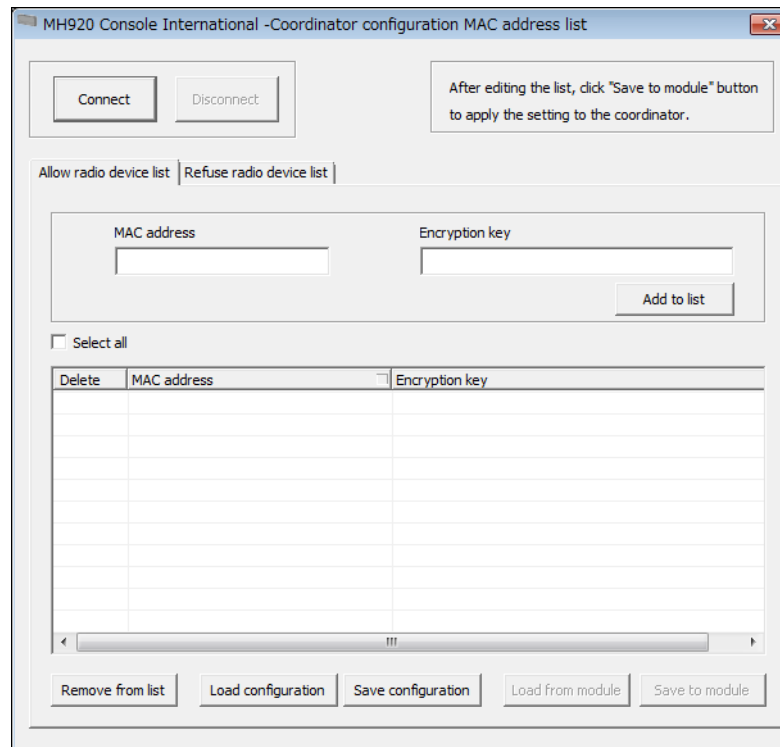 MH920 Console International -Coordinator configuration MAC address list
Connect
Disconnect
After editing the list, click "Save to module" button
to apply the setting to the coordinator.
Allow radio device list
Refuse radio device list
MAC address
Encryption key
Add to list
Select all
Delete
MAC address
Encryption key
Remove from list
Load configuration
Save configuration
Load from module
Save to module